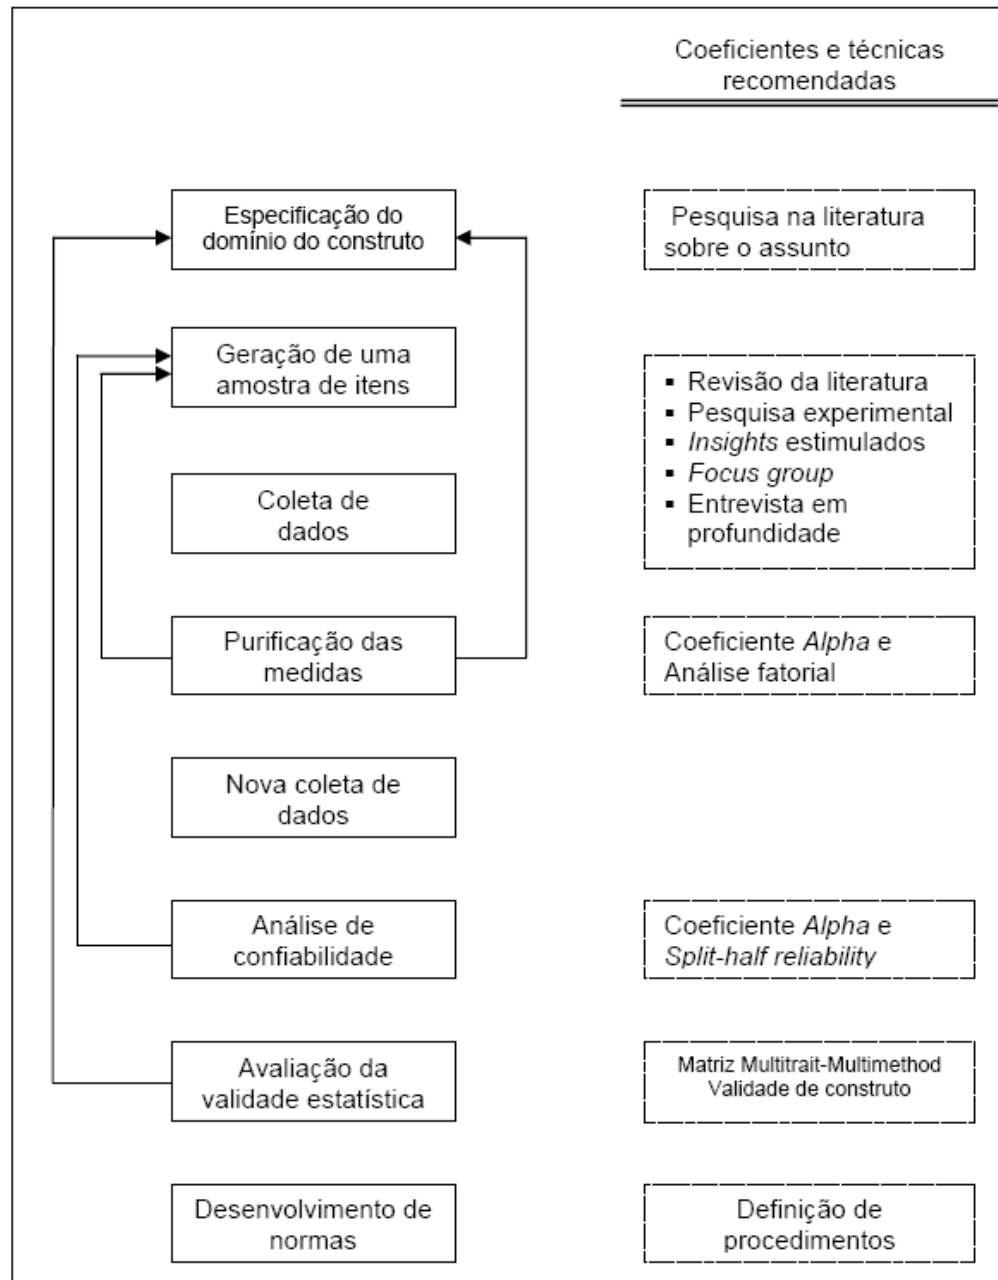 Coeficientes e técnicas
recomendadas
Especificação do
domínio do construto
Pesquisa na literatura
sobre o assunto
Geração de uma
amostra de itens
▪ Revisão da literatura
▪ Pesquisa experimental
▪ Insights estimulados
▪ Focus group
▪ Entrevista em
profundidade
Coleta de
dados
Purificação das
medidas
Coeficiente Alpha e
Análise fatorial
Nova coleta de
dados
Análise de
confiabilidade
Coeficiente Alpha e
Split-half reliability
Avaliação da
validade estatística
Matriz Multitrait-Multimethod
Validade de construto
Desenvolvimento de
normas
Definição de
procedimentos